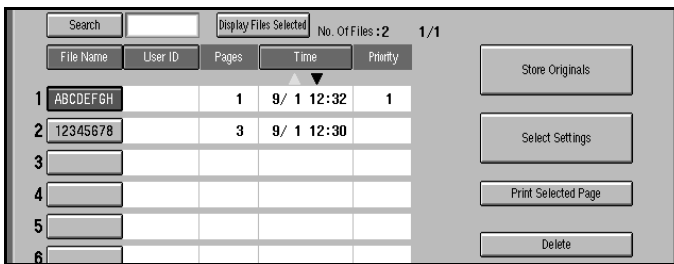 Search Display Files Selected No. Of Files :2 1/1
File Name User ID Pages Time Priority
Store Originals
1 ABCDEFGH 1 9/ 1 12:32 1
2 12345678 3 9/ 1 12:30
Select Settings
3
4 Print Selected Page
5
Delete
6